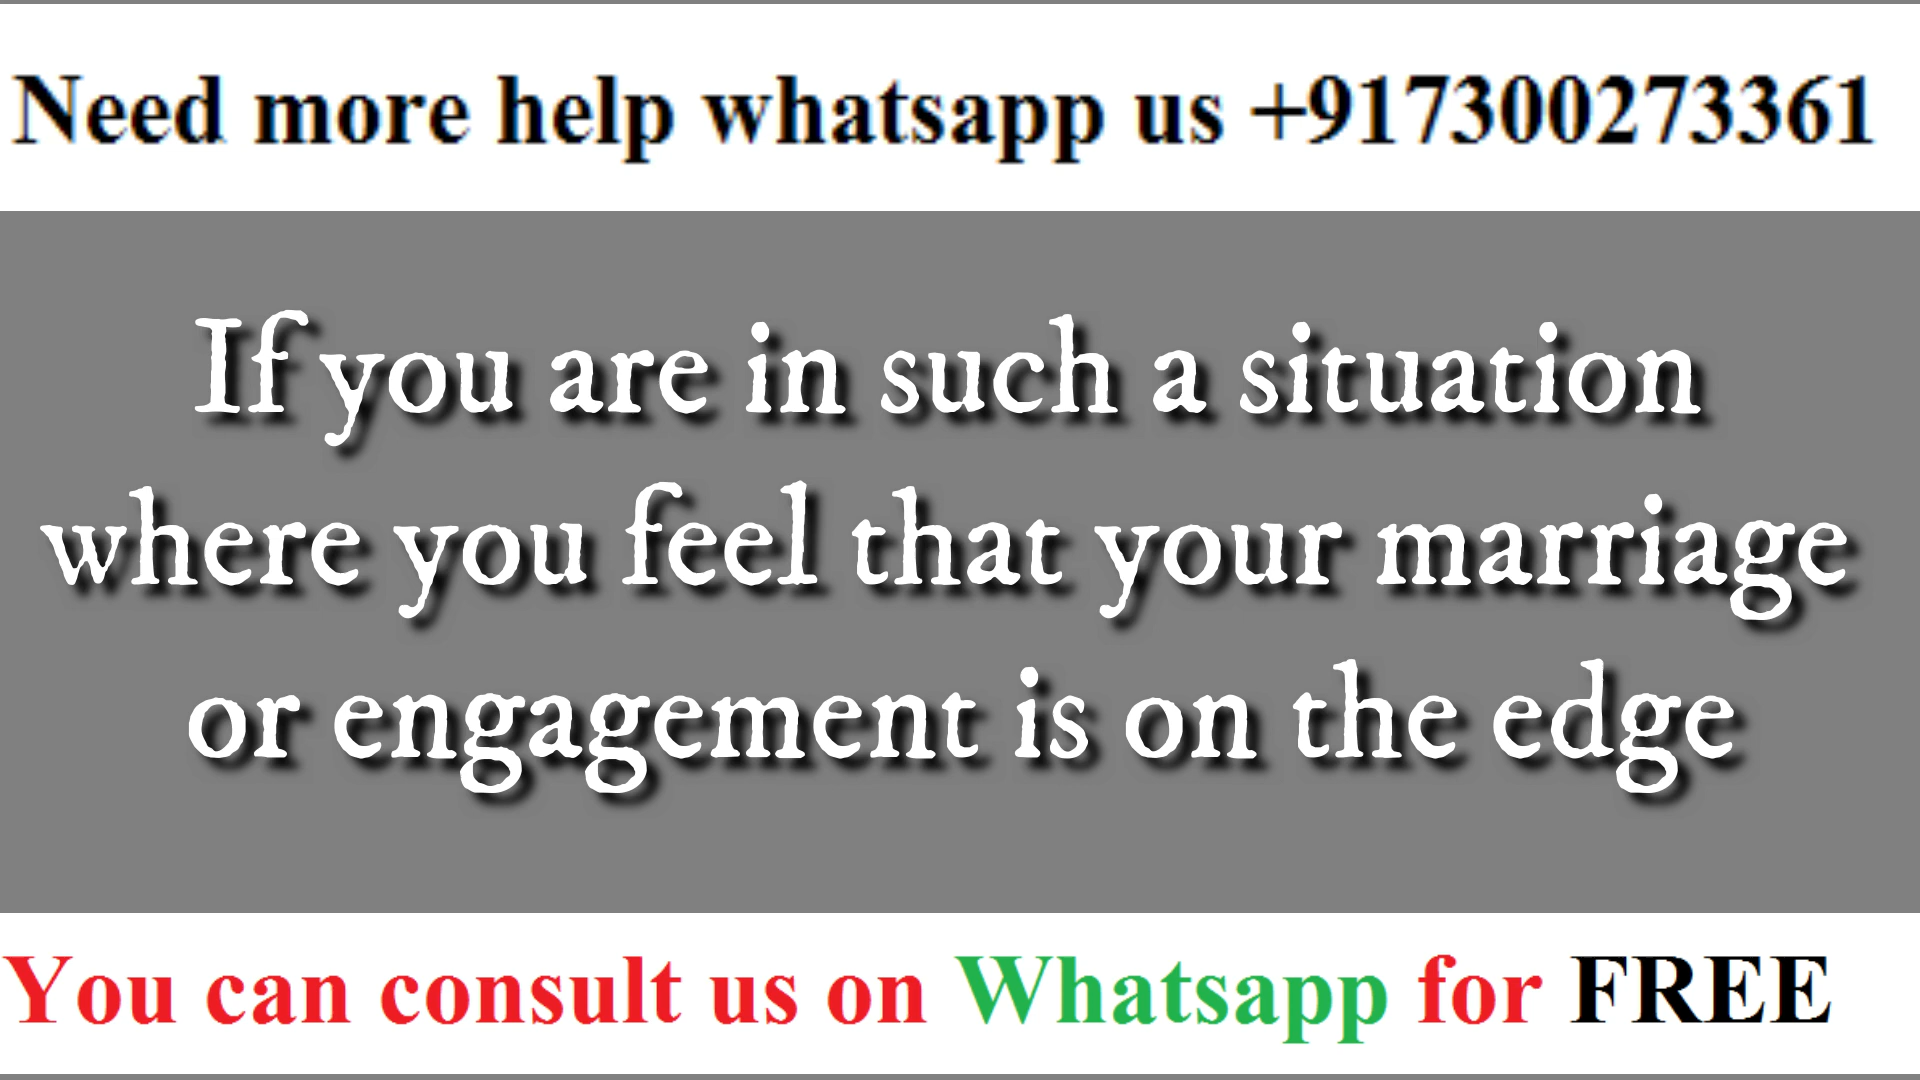 Need more help whatsapp us +917300273361
If you are in such a situation
where you feel that your marriage
or engagement is on the edge
You can consult us on Whatsapp for FREE